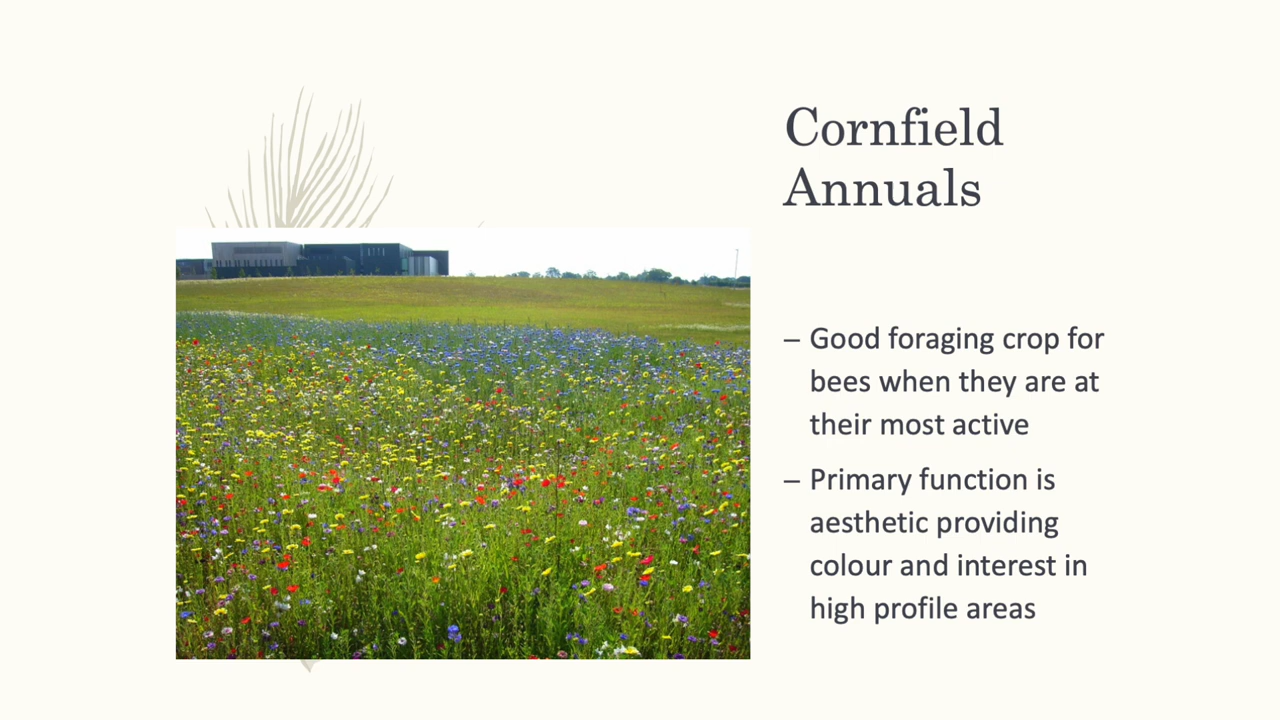 Cornfield
Annuals
– Good foraging crop for
bees when they are at
their most active
– Primary function is
aesthetic providing
colour and interest in
high profile areas